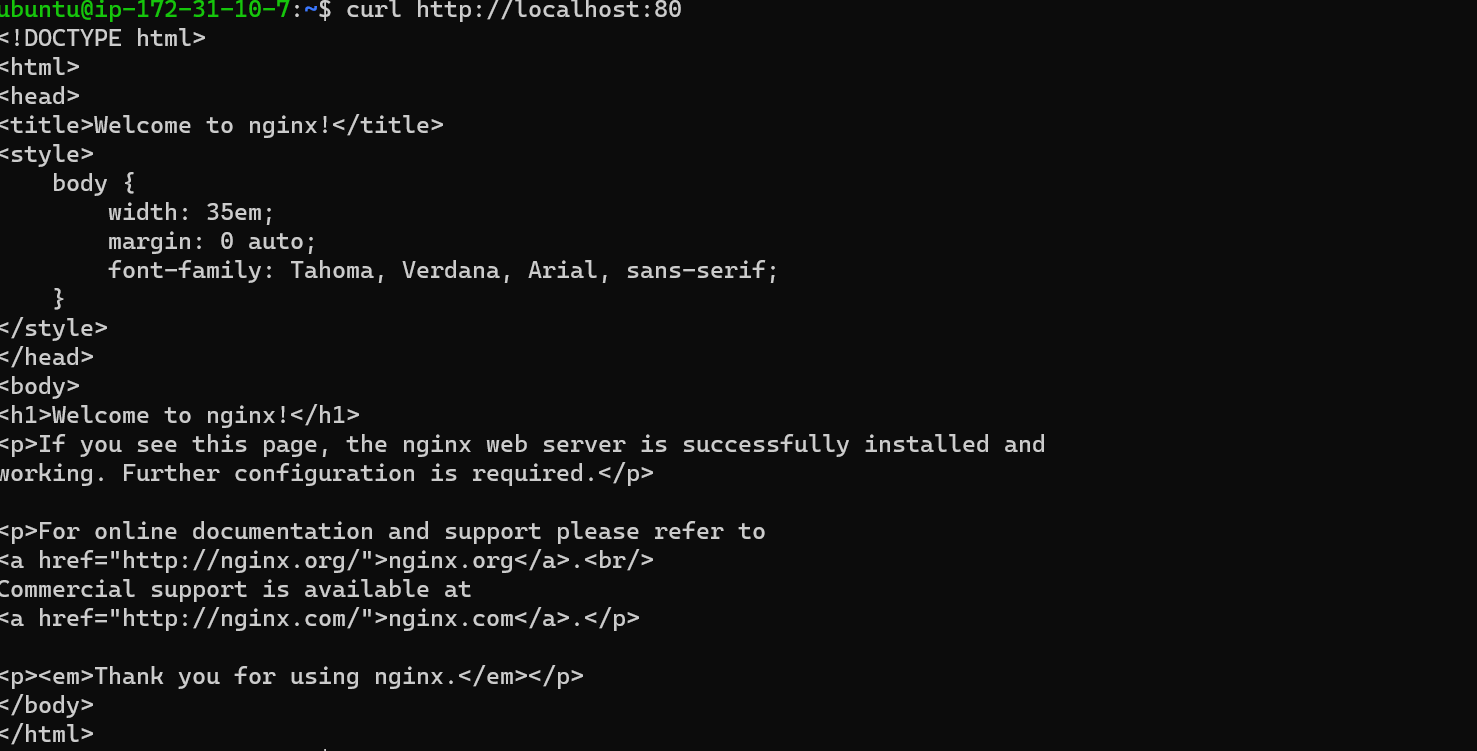 ubuntu@ip-172-31-10-7:~$ curl http://localhost:80
<!DOCTYPE html>
<html>
<head>
<title>Welcome to nginx!</title>
<style>
    body {
        width: 35em;
        margin: 0 auto;
        font-family: Tahoma, Verdana, Arial, sans-serif;
    }
</style>
</head>
<body>
<h1>Welcome to nginx!</h1>
<p>If you see this page, the nginx web server is successfully installed and
working. Further configuration is required.</p>

<p>For online documentation and support please refer to
<a href="http://nginx.org/">nginx.org</a>.<br/>
Commercial support is available at
<a href="http://nginx.com/">nginx.com</a>.</p>

<p><em>Thank you for using nginx.</em></p>
</body>
</html>